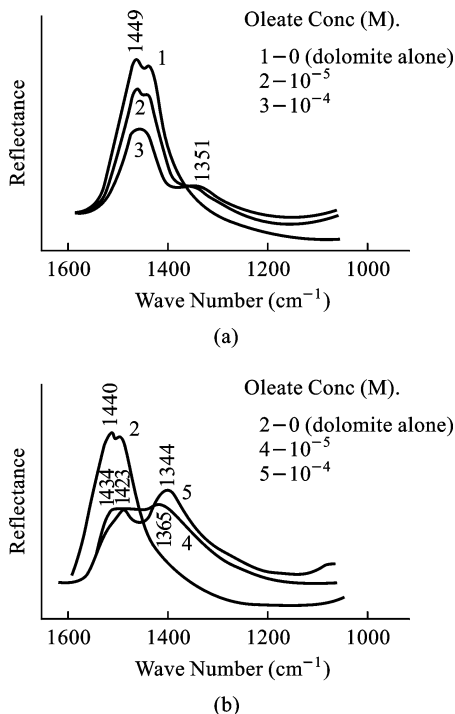 Oleate Conc (M).
1449
1
1−0 (dolomite alone)
2−10⁻⁵
2
3−10⁻⁴
3
1351
Reflectance
1600
1400
1200
1000
Wave Number (cm⁻¹)
(a)
Oleate Conc (M).
1440
2
2−0 (dolomite alone)
4−10⁻⁵
5−10⁻⁴
1434
1423
1344
5
1365
4
Reflectance
1600
1400
1200
1000
Wave Number (cm⁻¹)
(b)